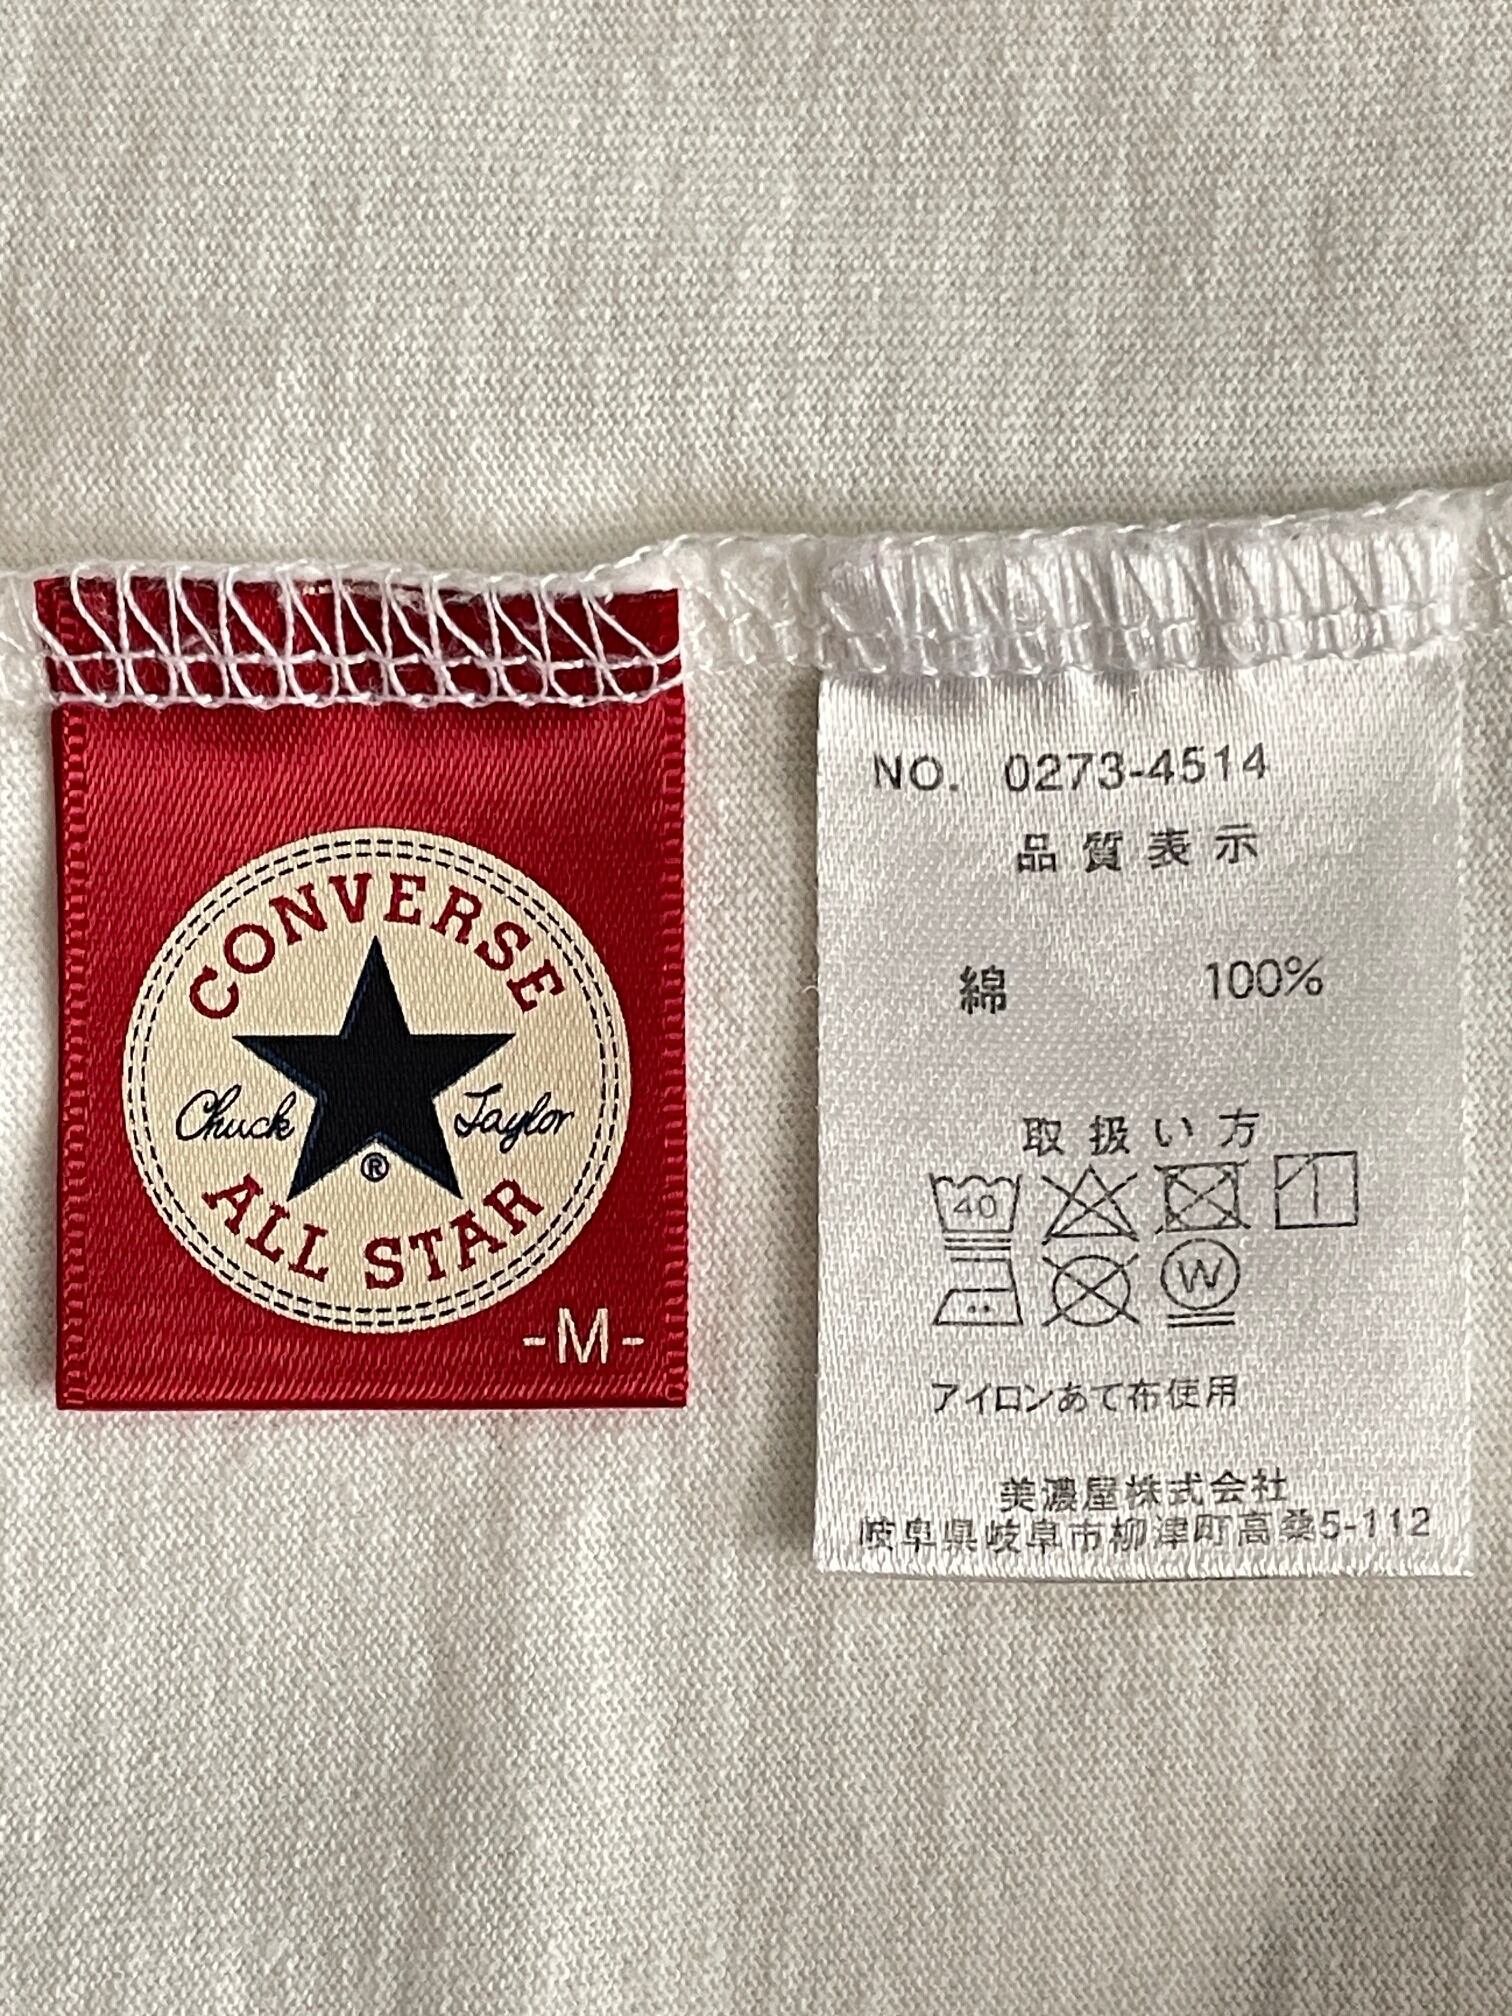 CONVERSE
Chuck Taylor
®
ALL STAR
-M-
NO. 0273-4514
品質表示
綿 100%
取扱い方
40
W
アイロンあて布使用
美濃屋株式会社
岐阜県岐阜市柳津町高桑5-112